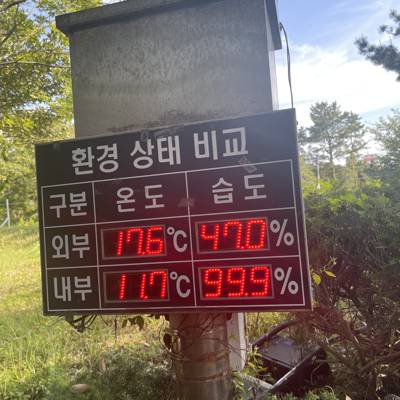 환경 상태 비교
구분 온도 습도
외부 17.6℃ 47.0%
내부 11.7℃ 99.9%